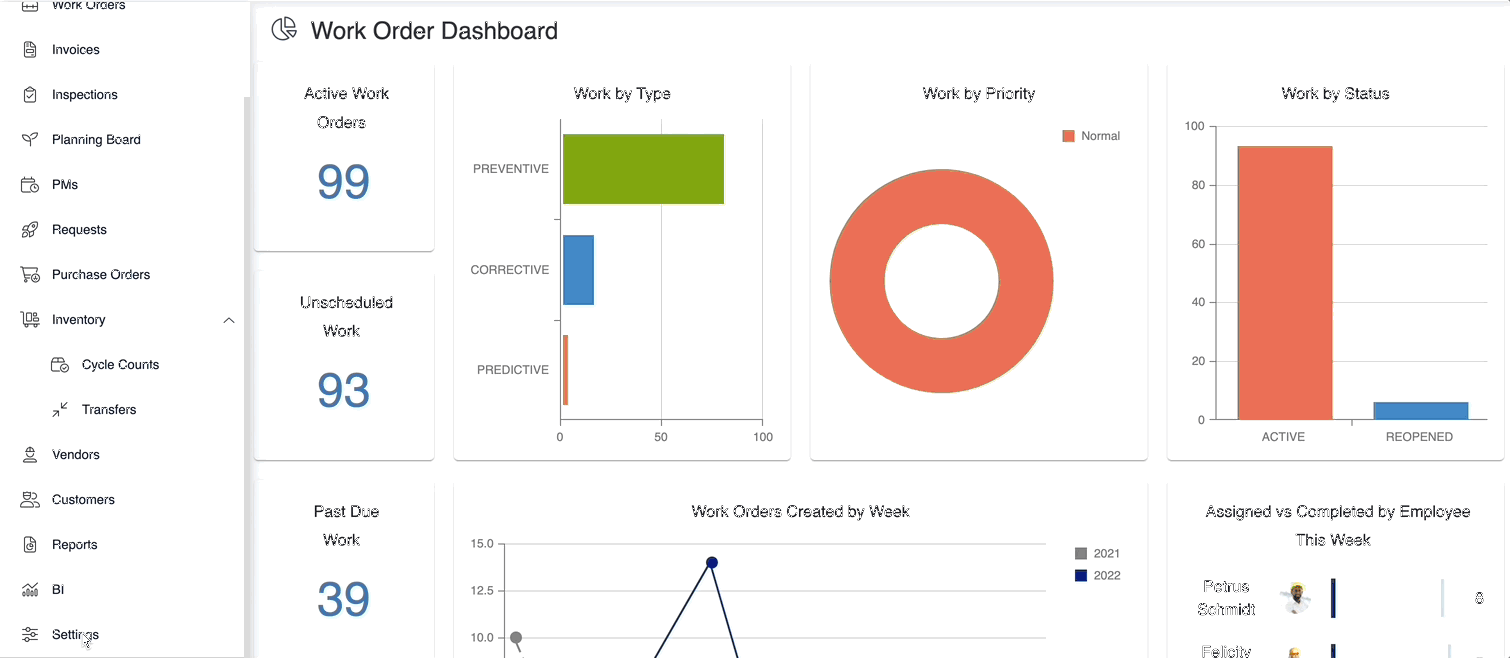 Work Orders
Invoices
Inspections
Planning Board
PMs
Requests
Purchase Orders
Inventory
Cycle Counts
Transfers
Vendors
Customers
Reports
BI
Settings
Work Order Dashboard
Active Work
Orders
99
Unscheduled
Work
93
Past Due
Work
39
Work by Type
PREVENTIVE
CORRECTIVE
PREDICTIVE
0 50 100
Work by Priority
Normal
Work by Status
100
80
60
40
20
0
ACTIVE REOPENED
Work Orders Created by Week
15.0
12.5
10.0
2021
2022
Assigned vs Completed by Employee
This Week
Petrus
Schmidt
8
Felicity